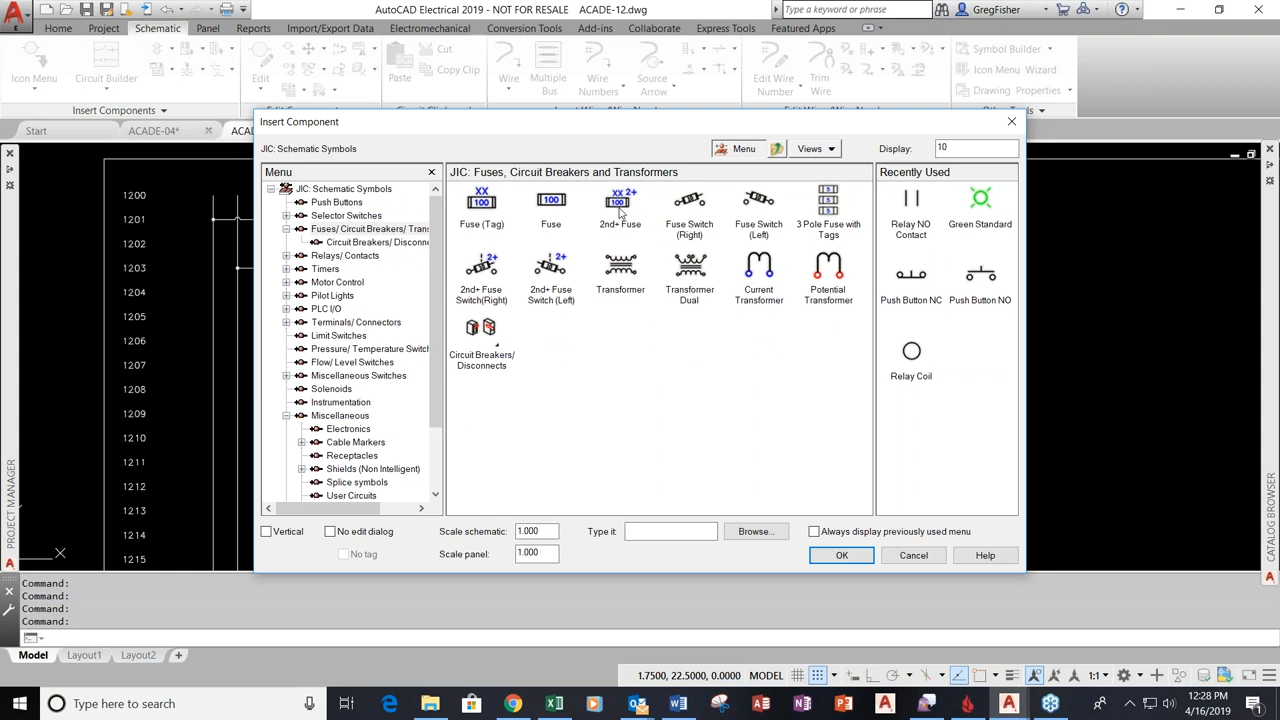 AutoCAD Electrical 2019 - NOT FOR RESALE ACADE-12.dwg
Type a keyword or phrase
GregFisher
Home Project Schematic Panel Reports Import/Export Data Electromechanical Conversion Tools Add-ins Collaborate Express Tools Featured Apps
Icon Menu
Circuit Builder
Edit
Cut
Copy Clip
Paste
Wire
Multiple
Bus
Wire
Numbers
Source
Arrow
Edit Wire
Number
Trim
Wire
Symbol Builder
Icon Menu Wizard
Drawing Properties
Insert Components
Start
ACADE-04*
Insert Component
JIC: Schematic Symbols
Menu
Views
Display:
10
Menu
JIC: Schematic Symbols
Push Buttons
Selector Switches
Fuses/ Circuit Breakers/ Trans
Circuit Breakers/ Disconne
Relays/ Contacts
Timers
Motor Control
Pilot Lights
PLC I/O
Terminals/ Connectors
Limit Switches
Pressure/ Temperature Switch
Flow/ Level Switches
Miscellaneous Switches
Solenoids
Instrumentation
Miscellaneous
Electronics
Cable Markers
Receptacles
Shields (Non Intelligent)
Splice symbols
User Circuits
JIC: Fuses, Circuit Breakers and Transformers
XX
100
Fuse (Tag)
100
Fuse
XX 2+
100
2nd+ Fuse
Fuse Switch
(Right)
Fuse Switch
(Left)
3 Pole Fuse with
Tags
2+
2nd+ Fuse
Switch(Right)
2+
2nd+ Fuse
Switch (Left)
Transformer
Transformer
Dual
Current
Transformer
Potential
Transformer
Circuit Breakers/
Disconnects
Recently Used
Relay NO
Contact
Green Standard
Push Button NC
Push Button NO
Relay Coil
Vertical
No edit dialog
No tag
Scale schematic:
1.000
Scale panel:
1.000
Type it:
Browse...
Always display previously used menu
OK
Cancel
Help
1200
1201
1202
1203
1204
1205
1206
1207
1208
1209
1210
1211
1212
1213
1214
1215
PROJECT MANAGER
CATALOG BROWSER
Command:
Command:
Command:
Command:
Model
Layout1
Layout2
1.7500, 22.5000, 0.0000
MODEL
1:1
Type here to search
12:28 PM
4/16/2019